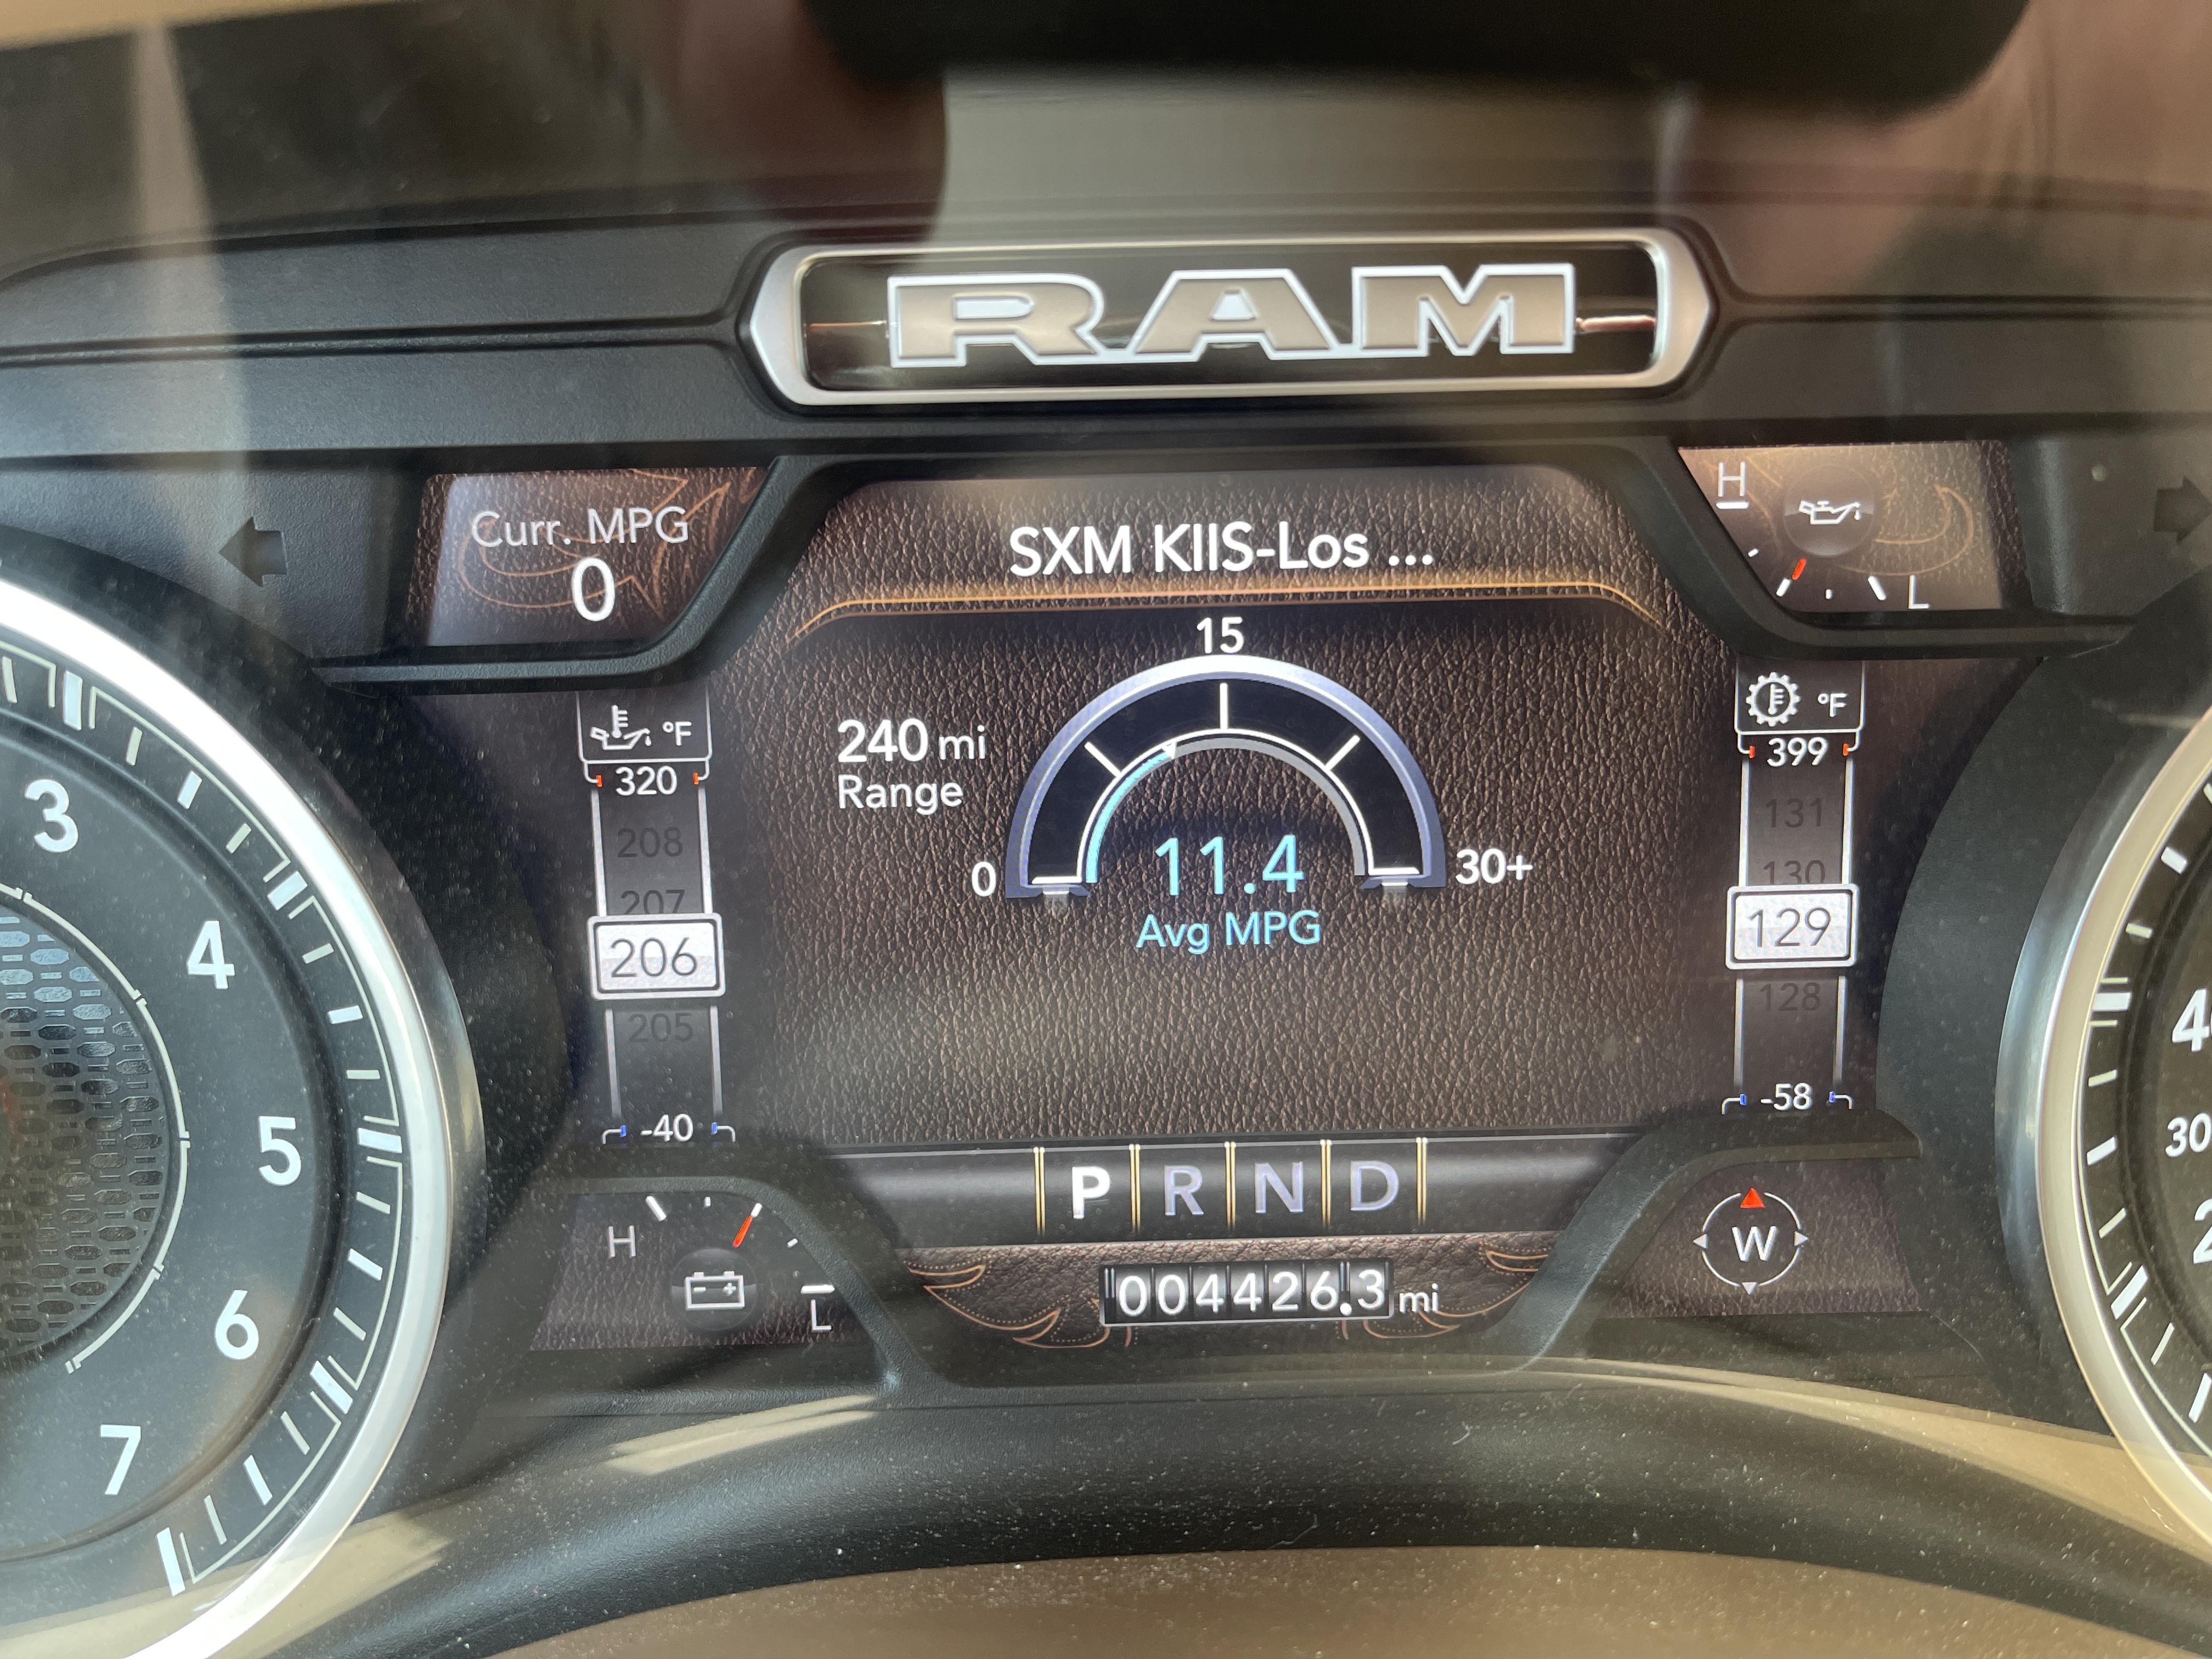 RAM
Curr. MPG
0
SXM KIIS-Los ...
H
L
15
240 mi
Range
0
30+
11.4
Avg MPG
°F
320
208
207
206
205
-40
°F
399
131
130
129
128
-58
P R N D
H
L
004426.3 mi
W
3
4
5
6
7
30